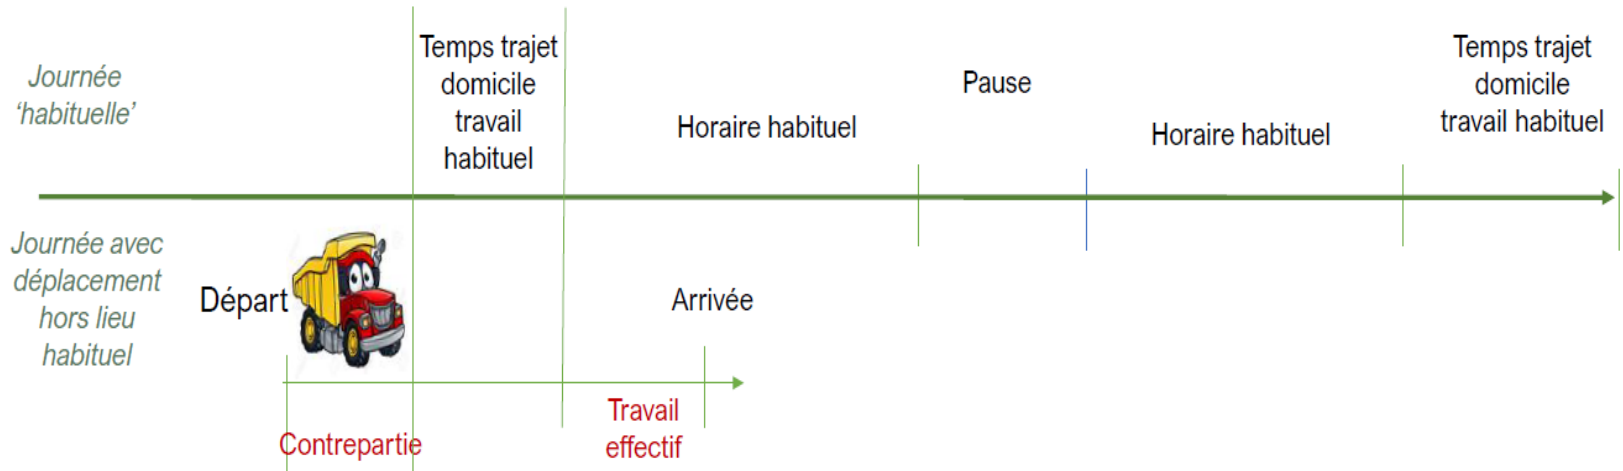 Journée
‘habituelle’
Temps trajet
domicile
travail
habituel
Horaire habituel
Pause
Horaire habituel
Temps trajet
domicile
travail habituel
Journée avec
déplacement
hors lieu
habituel
Départ
Arrivée
Contrepartie
Travail
effectif